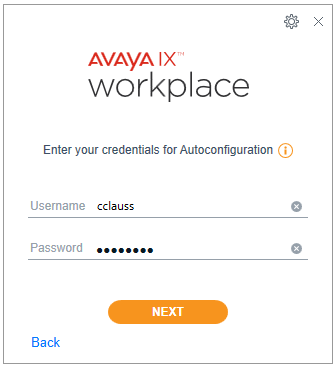 AVAYA IX™
workplace
Enter your credentials for Autoconfiguration
Username cclauss
Password ••••••••
NEXT
Back